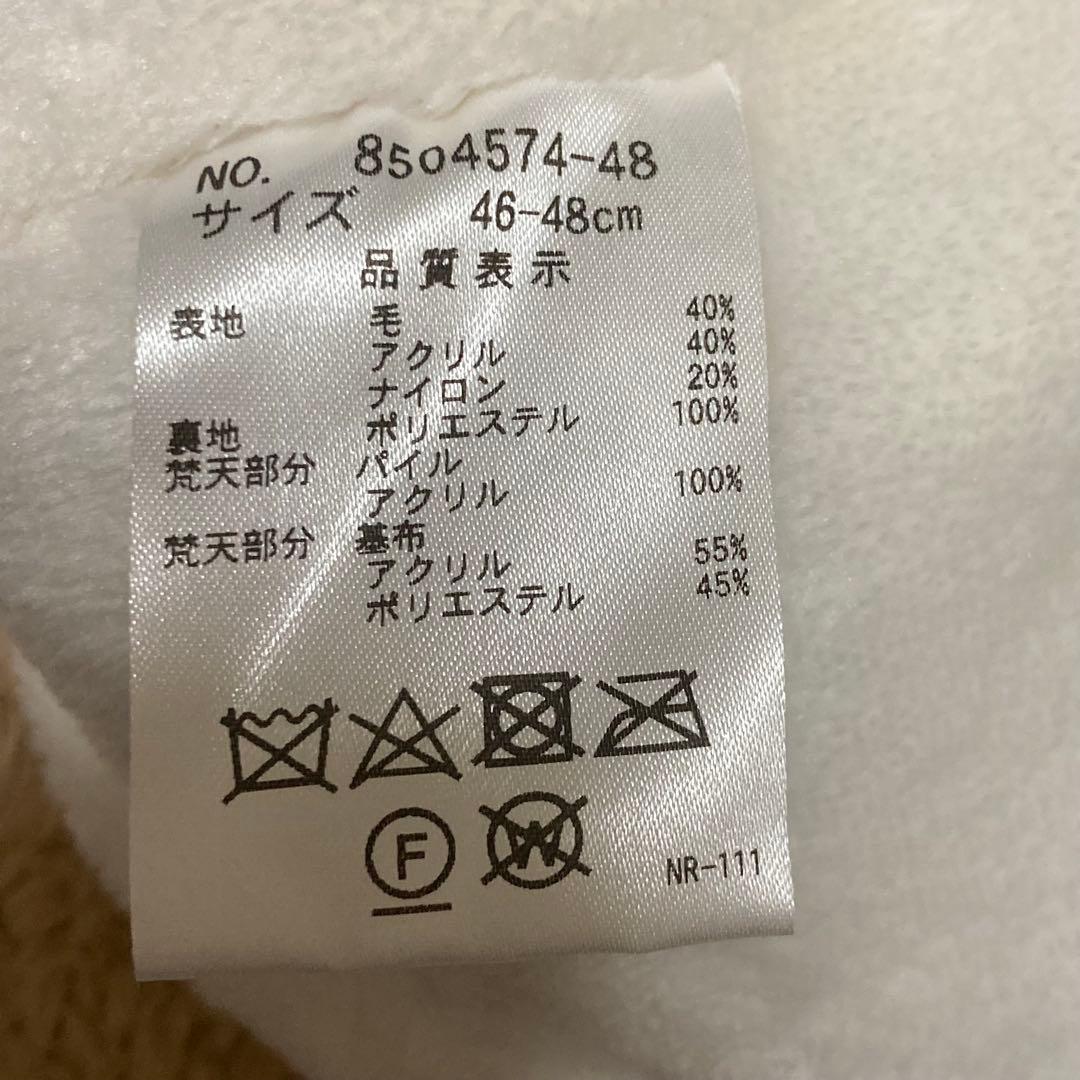 NO. 8504574-48
サイズ 46-48cm
品質表示
表地 毛 40%
アクリル 40%
ナイロン 20%
裏地 ポリエステル 100%
梵天部分 パイル
アクリル 100%
梵天部分 基布
アクリル 55%
ポリエステル 45%
F W
NR-111